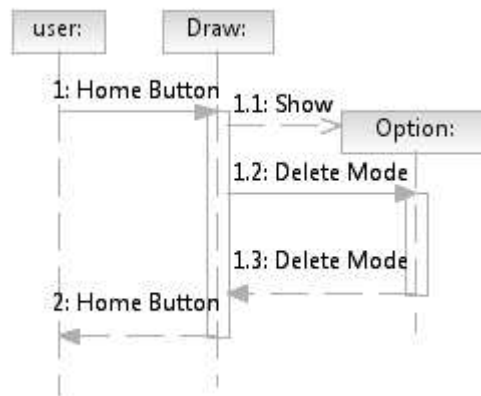 user:
Draw:
1: Home Button
1.1: Show
Option:
1.2: Delete Mode
1.3: Delete Mode
2: Home Button